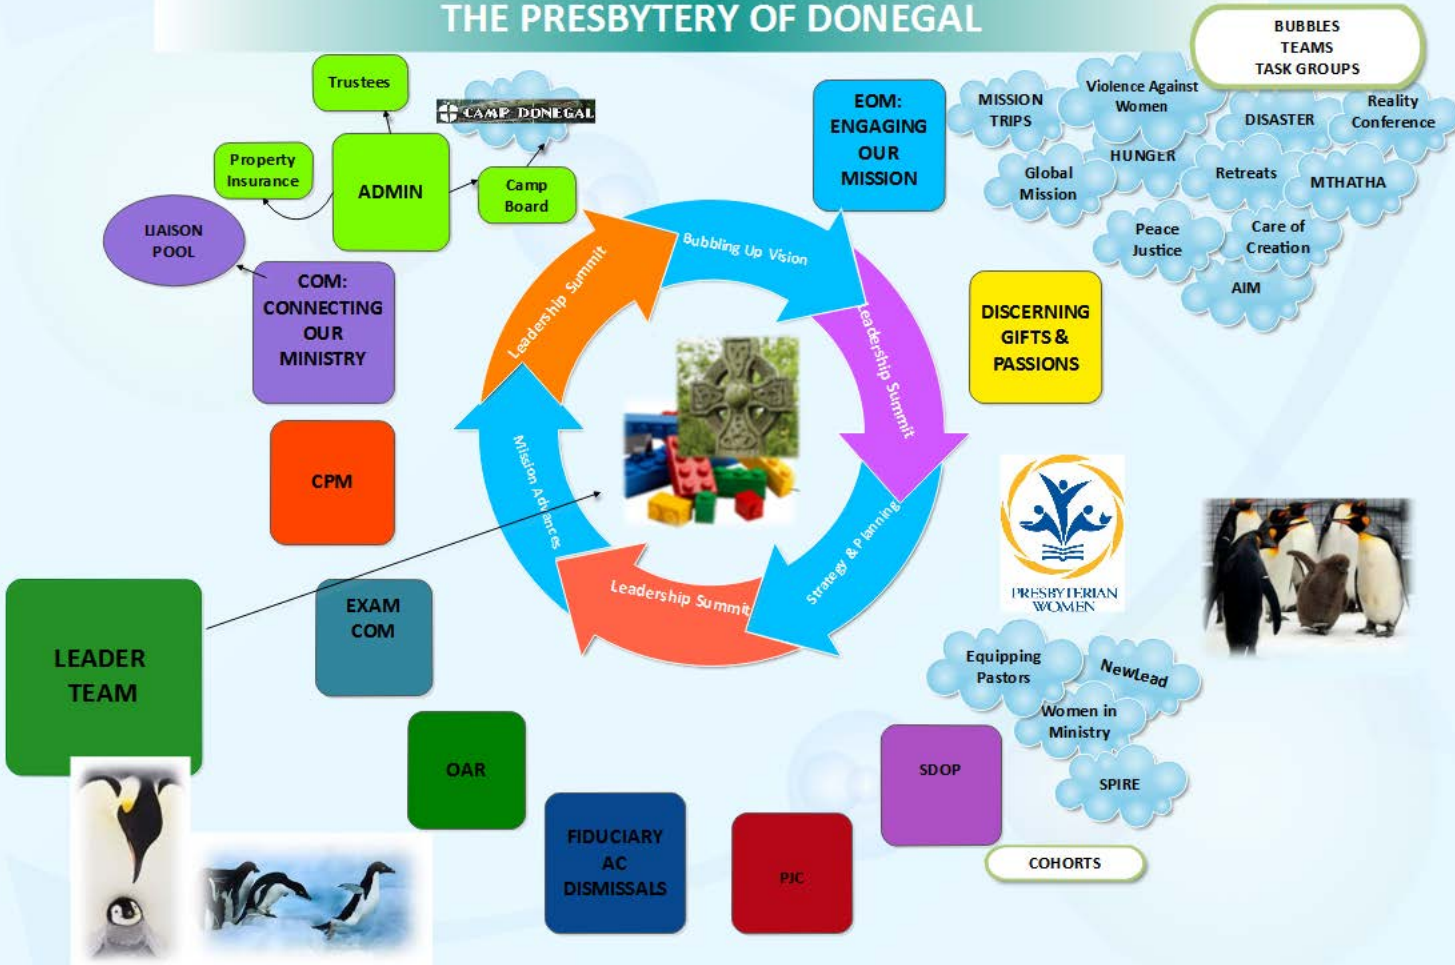 THE PRESBYTERY OF DONEGAL
BUBBLES
TEAMS
TASK GROUPS
Trustees
CAMP DONEGAL
Property
Insurance
ADMIN
Camp
Board
LIAISON
POOL
COM:
CONNECTING
OUR
MINISTRY
CPM
EXAM
COM
LEADER
TEAM
OAR
FIDUCIARY
AC
DISMISSALS
PJC
SDOP
COHORTS
EOM:
ENGAGING
OUR
MISSION
MISSION
TRIPS
Violence Against
Women
DISASTER
Reality
Conference
HUNGER
Global
Mission
Retreats
MTHATHA
Peace
Justice
Care of
Creation
AIM
DISCERNING
GIFTS &
PASSIONS
PRESBYTERIAN
WOMEN
Equipping
Pastors
NewLead
Women in
Ministry
SPIRE
Bubbling Up Vision
Leadership Summit
Strategy & Planning
Leadership Summit
Mission Advances
Leadership Summit